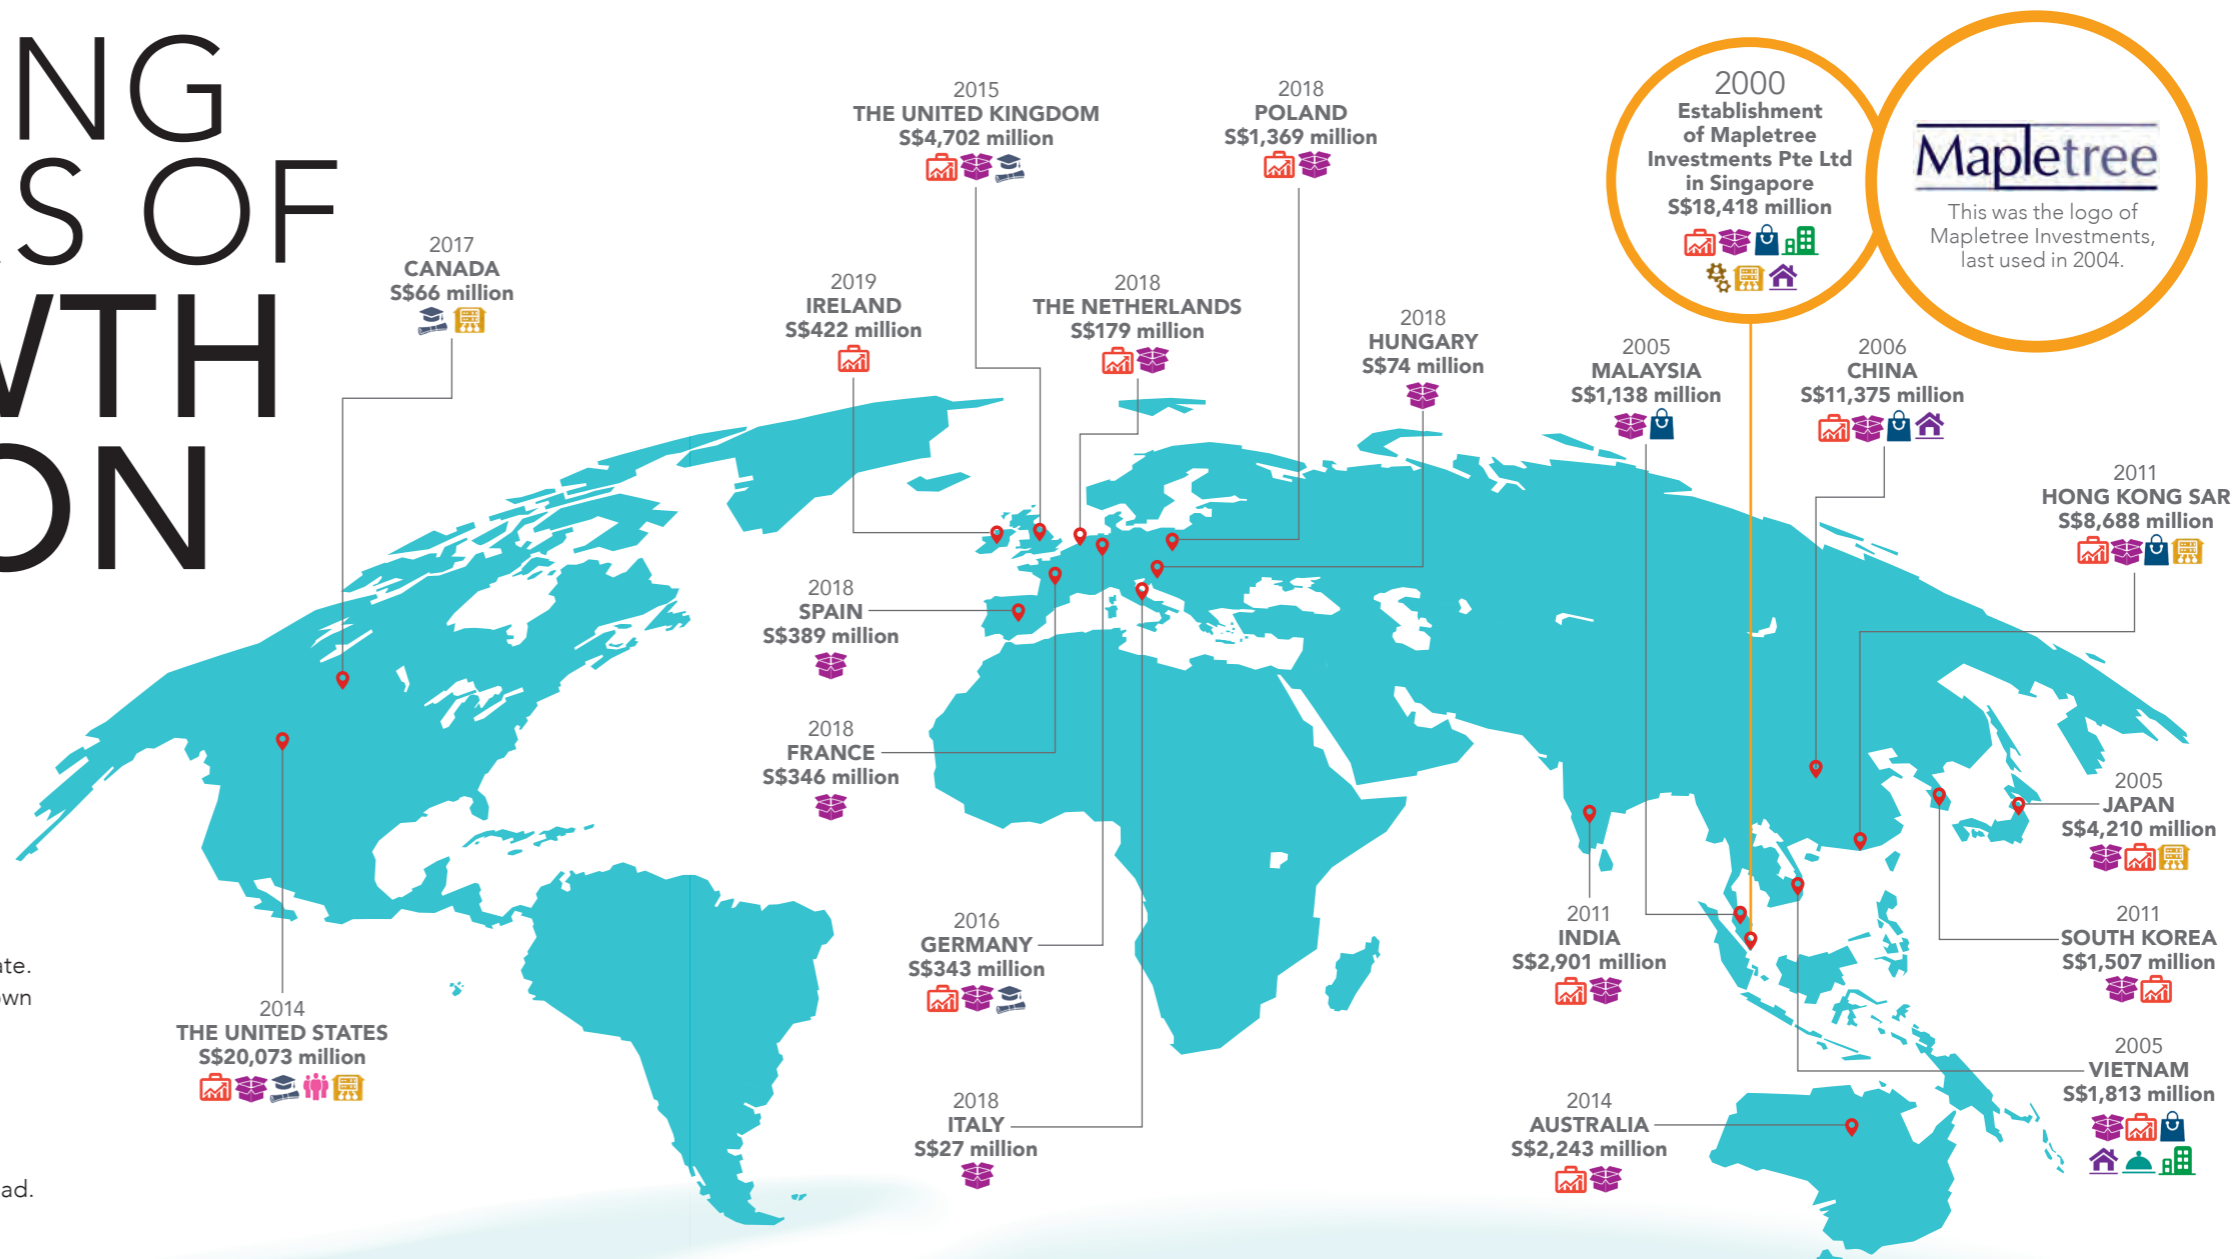 NG
S OF
WTH
ON
2017
CANADA
S$66 million
2015
THE UNITED KINGDOM
S$4,702 million
2018
POLAND
S$1,369 million
2000
Establishment
of Mapletree
Investments Pte Ltd
in Singapore
S$18,418 million
Mapletree
This was the logo of
Mapletree Investments,
last used in 2004.
2019
IRELAND
S$422 million
2018
THE NETHERLANDS
S$179 million
2018
HUNGARY
S$74 million
2005
MALAYSIA
S$1,138 million
2006
CHINA
S$11,375 million
2011
HONG KONG SAR
S$8,688 million
2018
SPAIN
S$389 million
2018
FRANCE
S$346 million
2005
JAPAN
S$4,210 million
2016
GERMANY
S$343 million
2011
INDIA
S$2,901 million
2011
SOUTH KOREA
S$1,507 million
ate.
own
2014
THE UNITED STATES
S$20,073 million
2018
ITALY
S$27 million
2014
AUSTRALIA
S$2,243 million
2005
VIETNAM
S$1,813 million
ad.